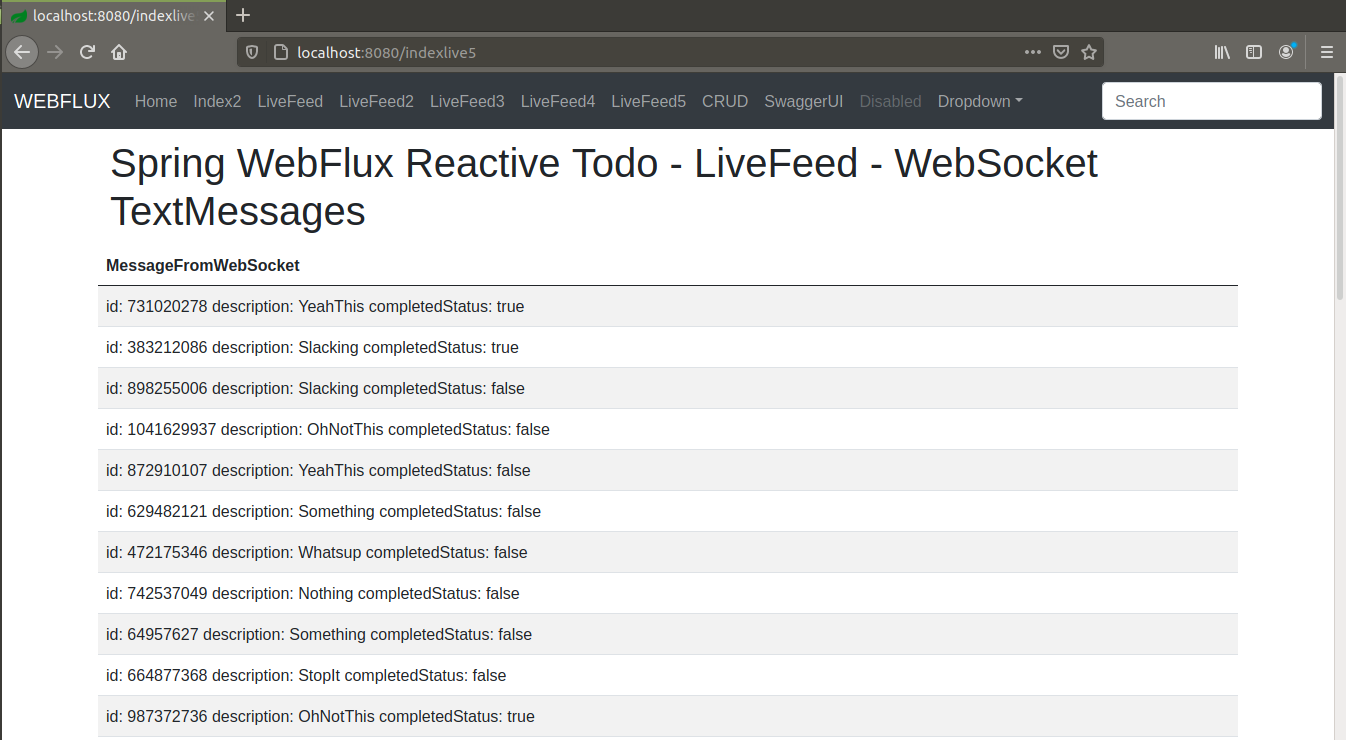 localhost:8080/indexlive
localhost:8080/indexlive5
WEBFLUX Home Index2 LiveFeed LiveFeed2 LiveFeed3 LiveFeed4 LiveFeed5 CRUD SwaggerUI Disabled Dropdown Search
Spring WebFlux Reactive Todo - LiveFeed - WebSocket
TextMessages
MessageFromWebSocket
id: 731020278 description: YeahThis completedStatus: true
id: 383212086 description: Slacking completedStatus: true
id: 898255006 description: Slacking completedStatus: false
id: 1041629937 description: OhNotThis completedStatus: false
id: 872910107 description: YeahThis completedStatus: false
id: 629482121 description: Something completedStatus: false
id: 472175346 description: Whatsup completedStatus: false
id: 742537049 description: Nothing completedStatus: false
id: 64957627 description: Something completedStatus: false
id: 664877368 description: StopIt completedStatus: false
id: 987372736 description: OhNotThis completedStatus: true